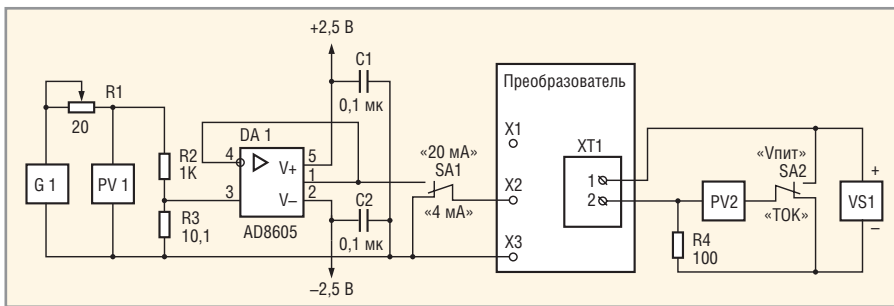 +2,5 В
C1
0,1 мк
R1
20
G 1
PV 1
R2
1К
R3
10,1
DA 1
4
3
V+
V–
5
1
2
AD8605
C2
0,1 мк
–2,5 В
«20 мА»
SA1
«4 мА»
Преобразователь
X1
X2
X3
XT1
1
2
R4
100
PV2
«Vпит»
SA2
«ТОК»
+
VS1
–